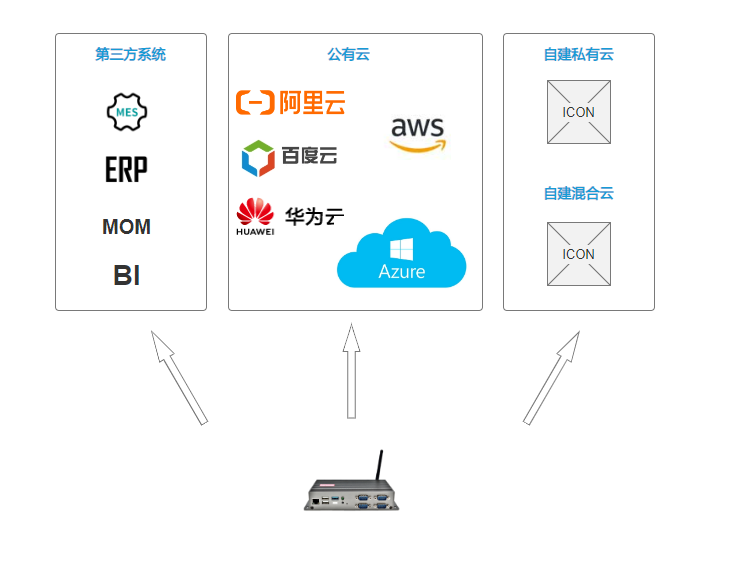 第三方系统
MES
ERP
MOM
BI
公有云
阿里云
aws
百度云
HUAWEI
华为云
Azure
自建私有云
ICON
自建混合云
ICON